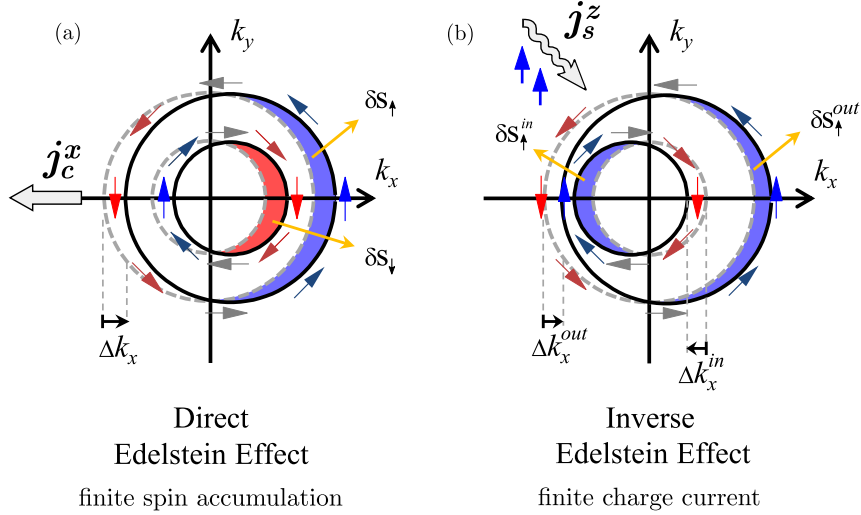 (a)
k_y
δS↑
j_c^x
k_x
δS↓
Δk_x
Direct
Edelstein Effect
finite spin accumulation
(b)
j_s^z
k_y
δS↑^in
δS↑^out
k_x
Δk_x^out
Δk_x^in
Inverse
Edelstein Effect
finite charge current